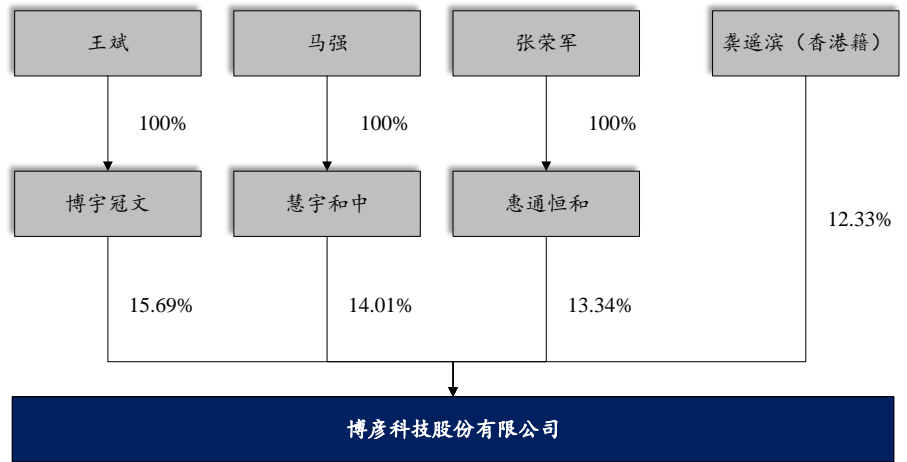 王斌
马强
张荣军
龚遥滨（香港籍）
100%
100%
100%
博宇冠文
慧宇和中
惠通恒和
12.33%
15.69%
14.01%
13.34%
博彦科技股份有限公司